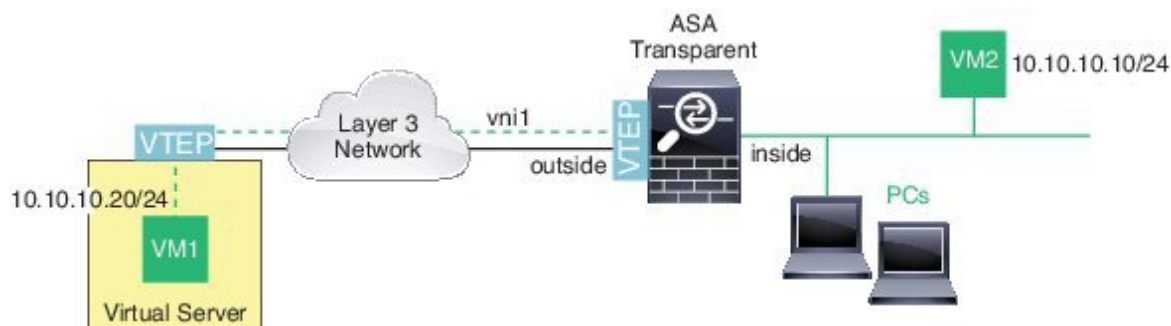 ASA
Transparent
VM2
10.10.10.10/24
Layer 3
Network
vni1
VTEP
VTEP
outside
inside
10.10.10.20/24
VM1
PCs
Virtual Server